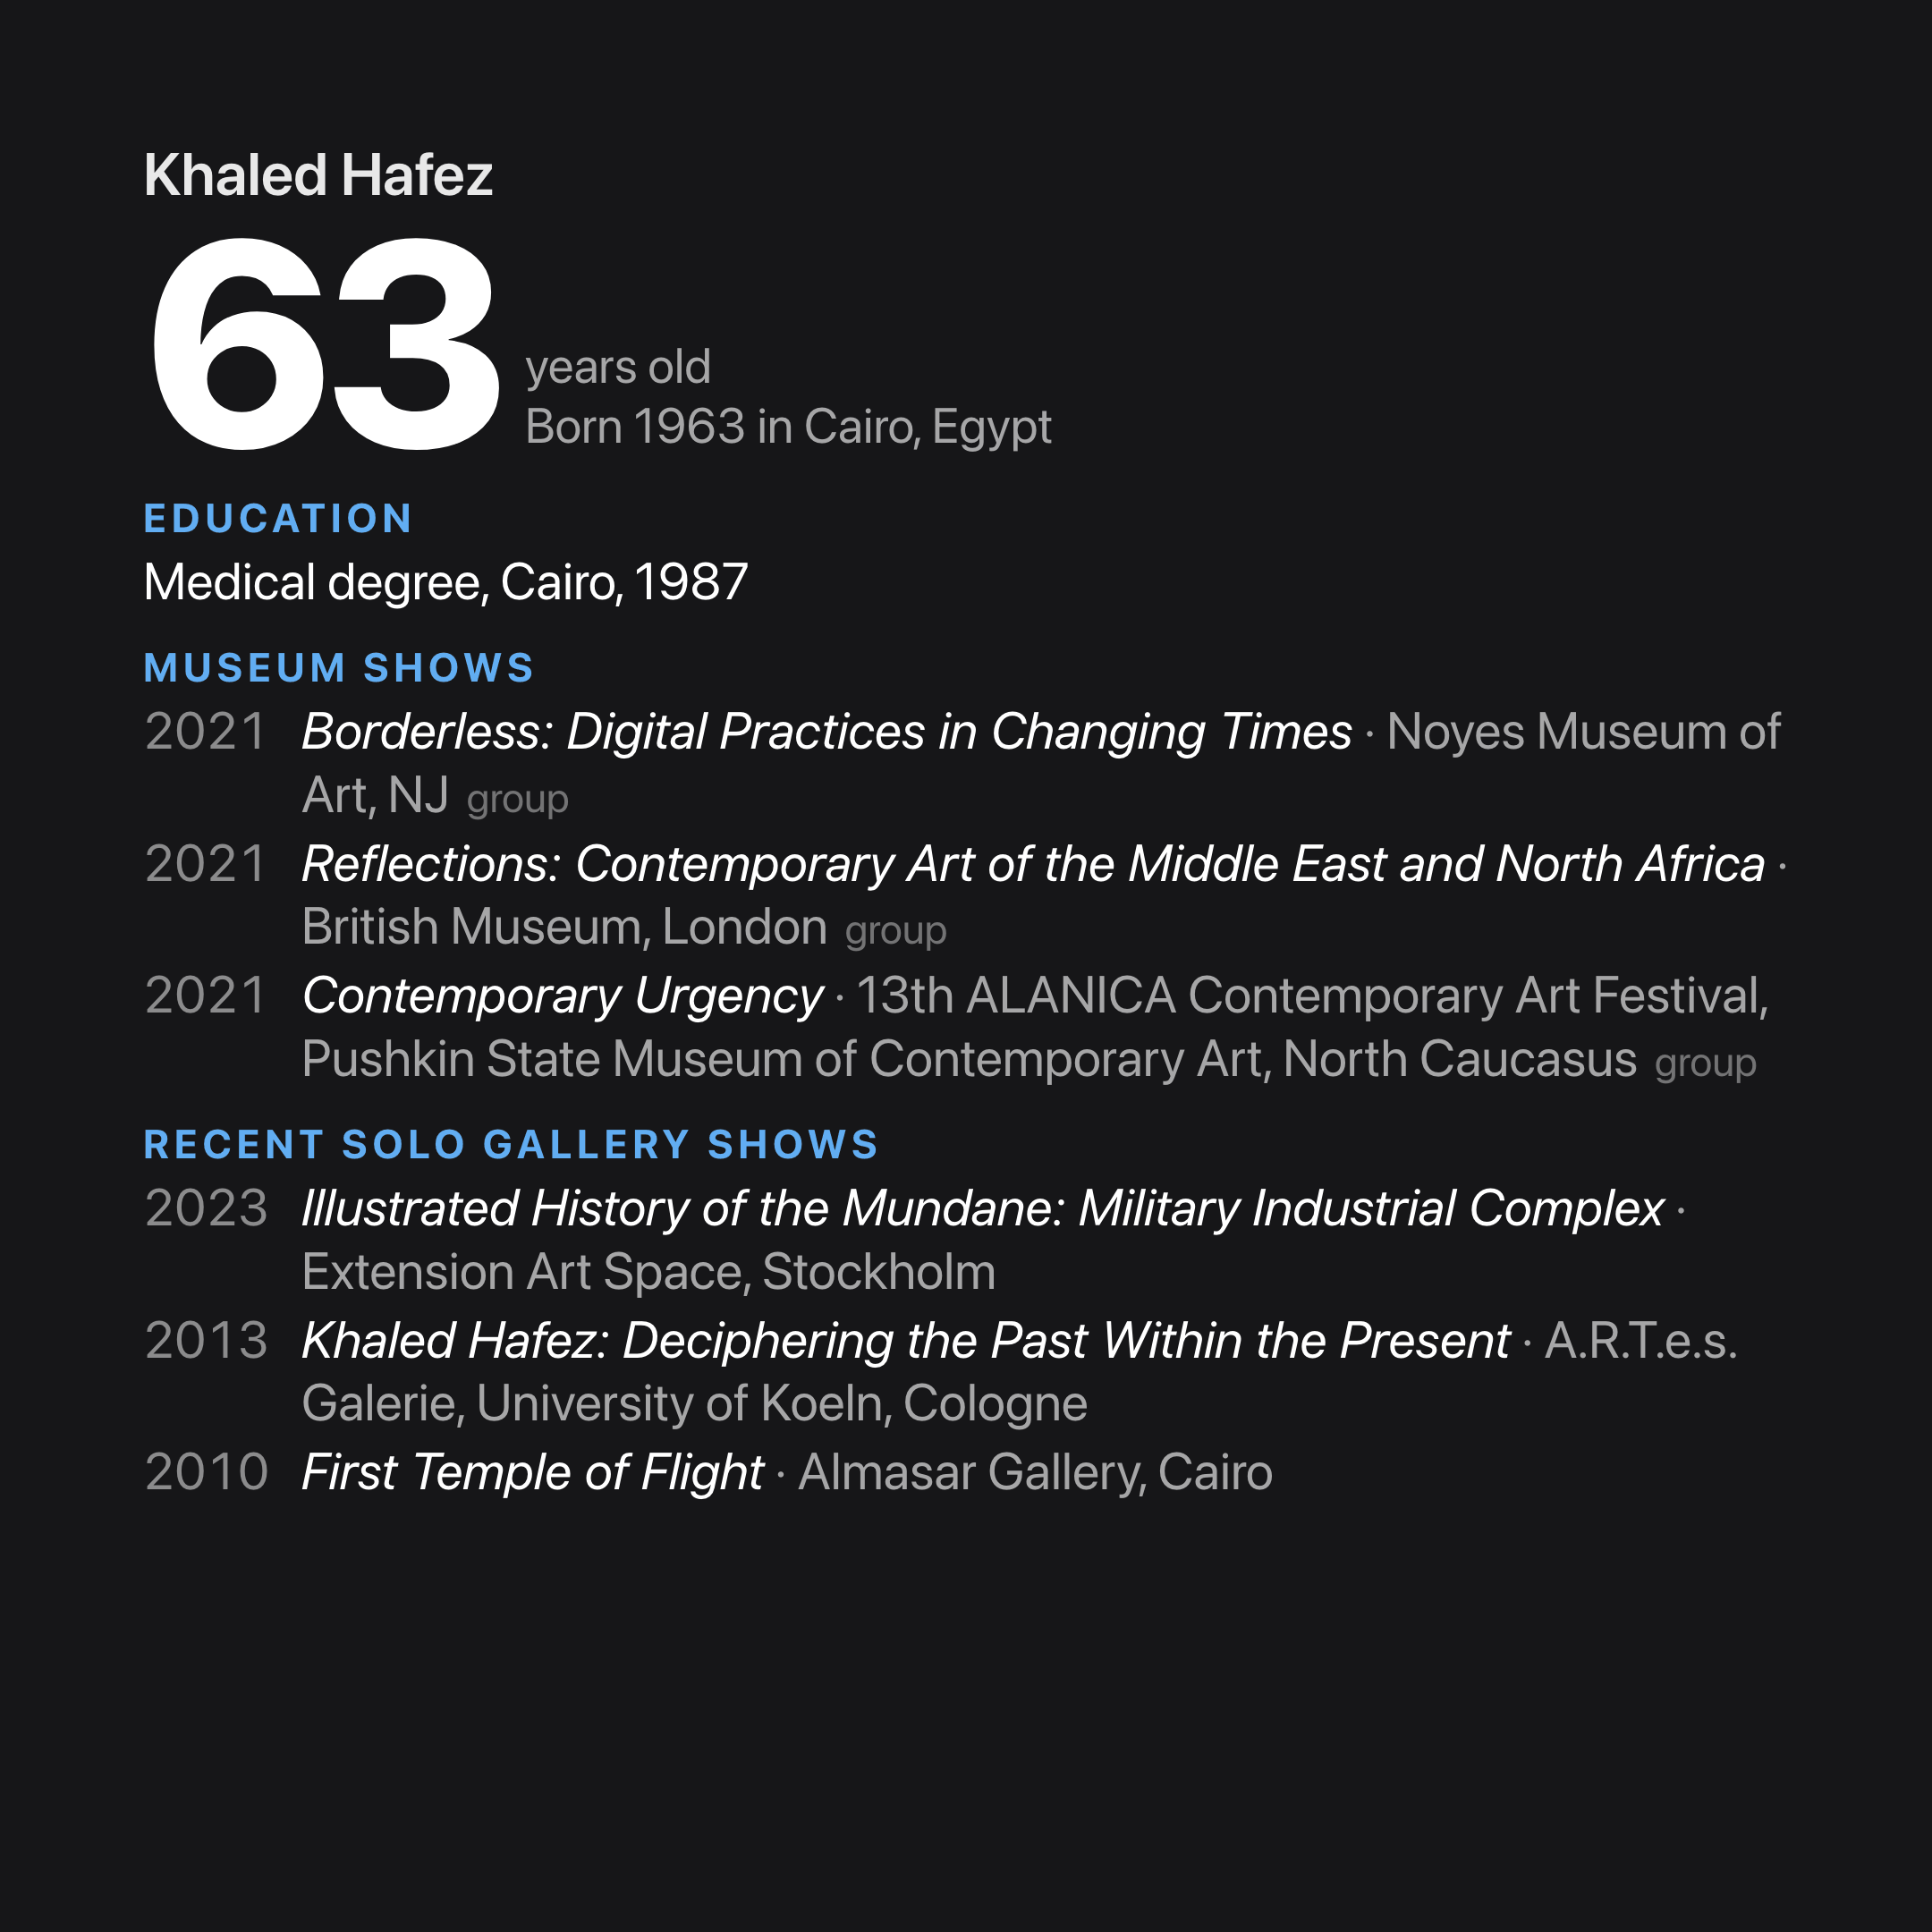 Khaled Hafez
63 years old
Born 1963 in Cairo, Egypt
EDUCATION
Medical degree, Cairo, 1987
MUSEUM SHOWS
2021 Borderless: Digital Practices in Changing Times · Noyes Museum of
Art, NJ group
2021 Reflections: Contemporary Art of the Middle East and North Africa ·
British Museum, London group
2021 Contemporary Urgency · 13th ALANICA Contemporary Art Festival,
Pushkin State Museum of Contemporary Art, North Caucasus group
RECENT SOLO GALLERY SHOWS
2023 Illustrated History of the Mundane: Military Industrial Complex ·
Extension Art Space, Stockholm
2013 Khaled Hafez: Deciphering the Past Within the Present · A.R.T.e.s.
Galerie, University of Koeln, Cologne
2010 First Temple of Flight · Almasar Gallery, Cairo